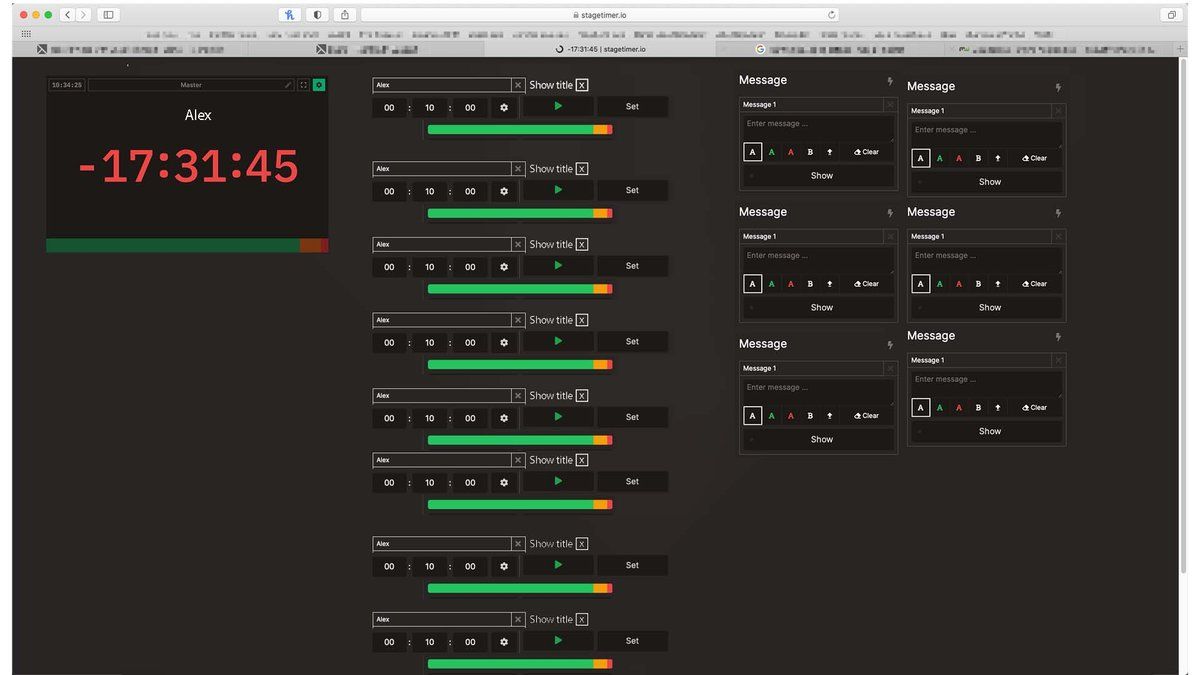 stagetimer.io
-17:31:45 | stagetimer.io
10:34:25 Master
Alex
-17:31:45
Alex × Show title X
00 : 10 : 00 Set
Alex × Show title X
00 : 10 : 00 Set
Alex × Show title X
00 : 10 : 00 Set
Alex × Show title X
00 : 10 : 00 Set
Alex × Show title X
00 : 10 : 00 Set
Alex × Show title X
00 : 10 : 00 Set
Alex × Show title X
00 : 10 : 00 Set
Alex × Show title X
00 : 10 : 00 Set
Message
Message 1
Enter message ...
A A A B Clear
Show
Message
Message 1
Enter message ...
A A A B Clear
Show
Message
Message 1
Enter message ...
A A A B Clear
Show
Message
Message 1
Enter message ...
A A A B Clear
Show
Message
Message 1
Enter message ...
A A A B Clear
Show
Message
Message 1
Enter message ...
A A A B Clear
Show